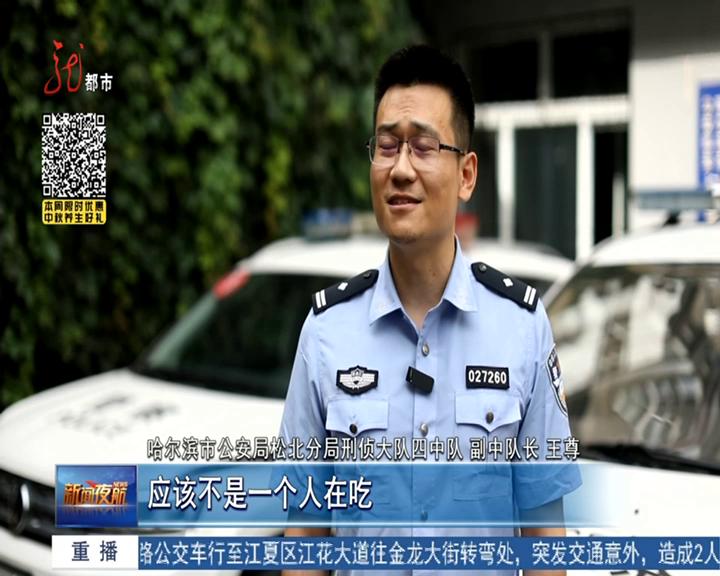 都市
本周限时优惠
中秋养生好礼
027260
哈尔滨市公安局松北分局刑侦大队四中队 副中队长 王尊
新闻夜航
NEWS
应该不是一个人在吃
重播
路公交车行至江夏区江花大道往金龙大街转弯处，突发交通意外，造成2人